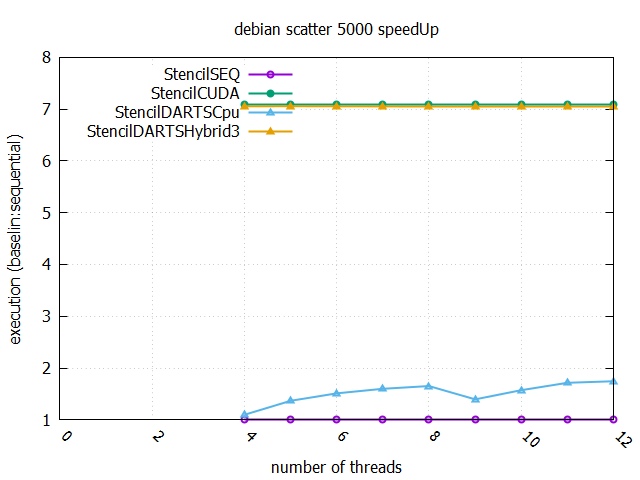 debian scatter 5000 speedUp
StencilSEQ
StencilCUDA
StencilDARTSCpu
StencilDARTSHybrid3
execution (baselin:sequential)
8
7
6
5
4
3
2
1
0 2 4 6 8 10 12
number of threads